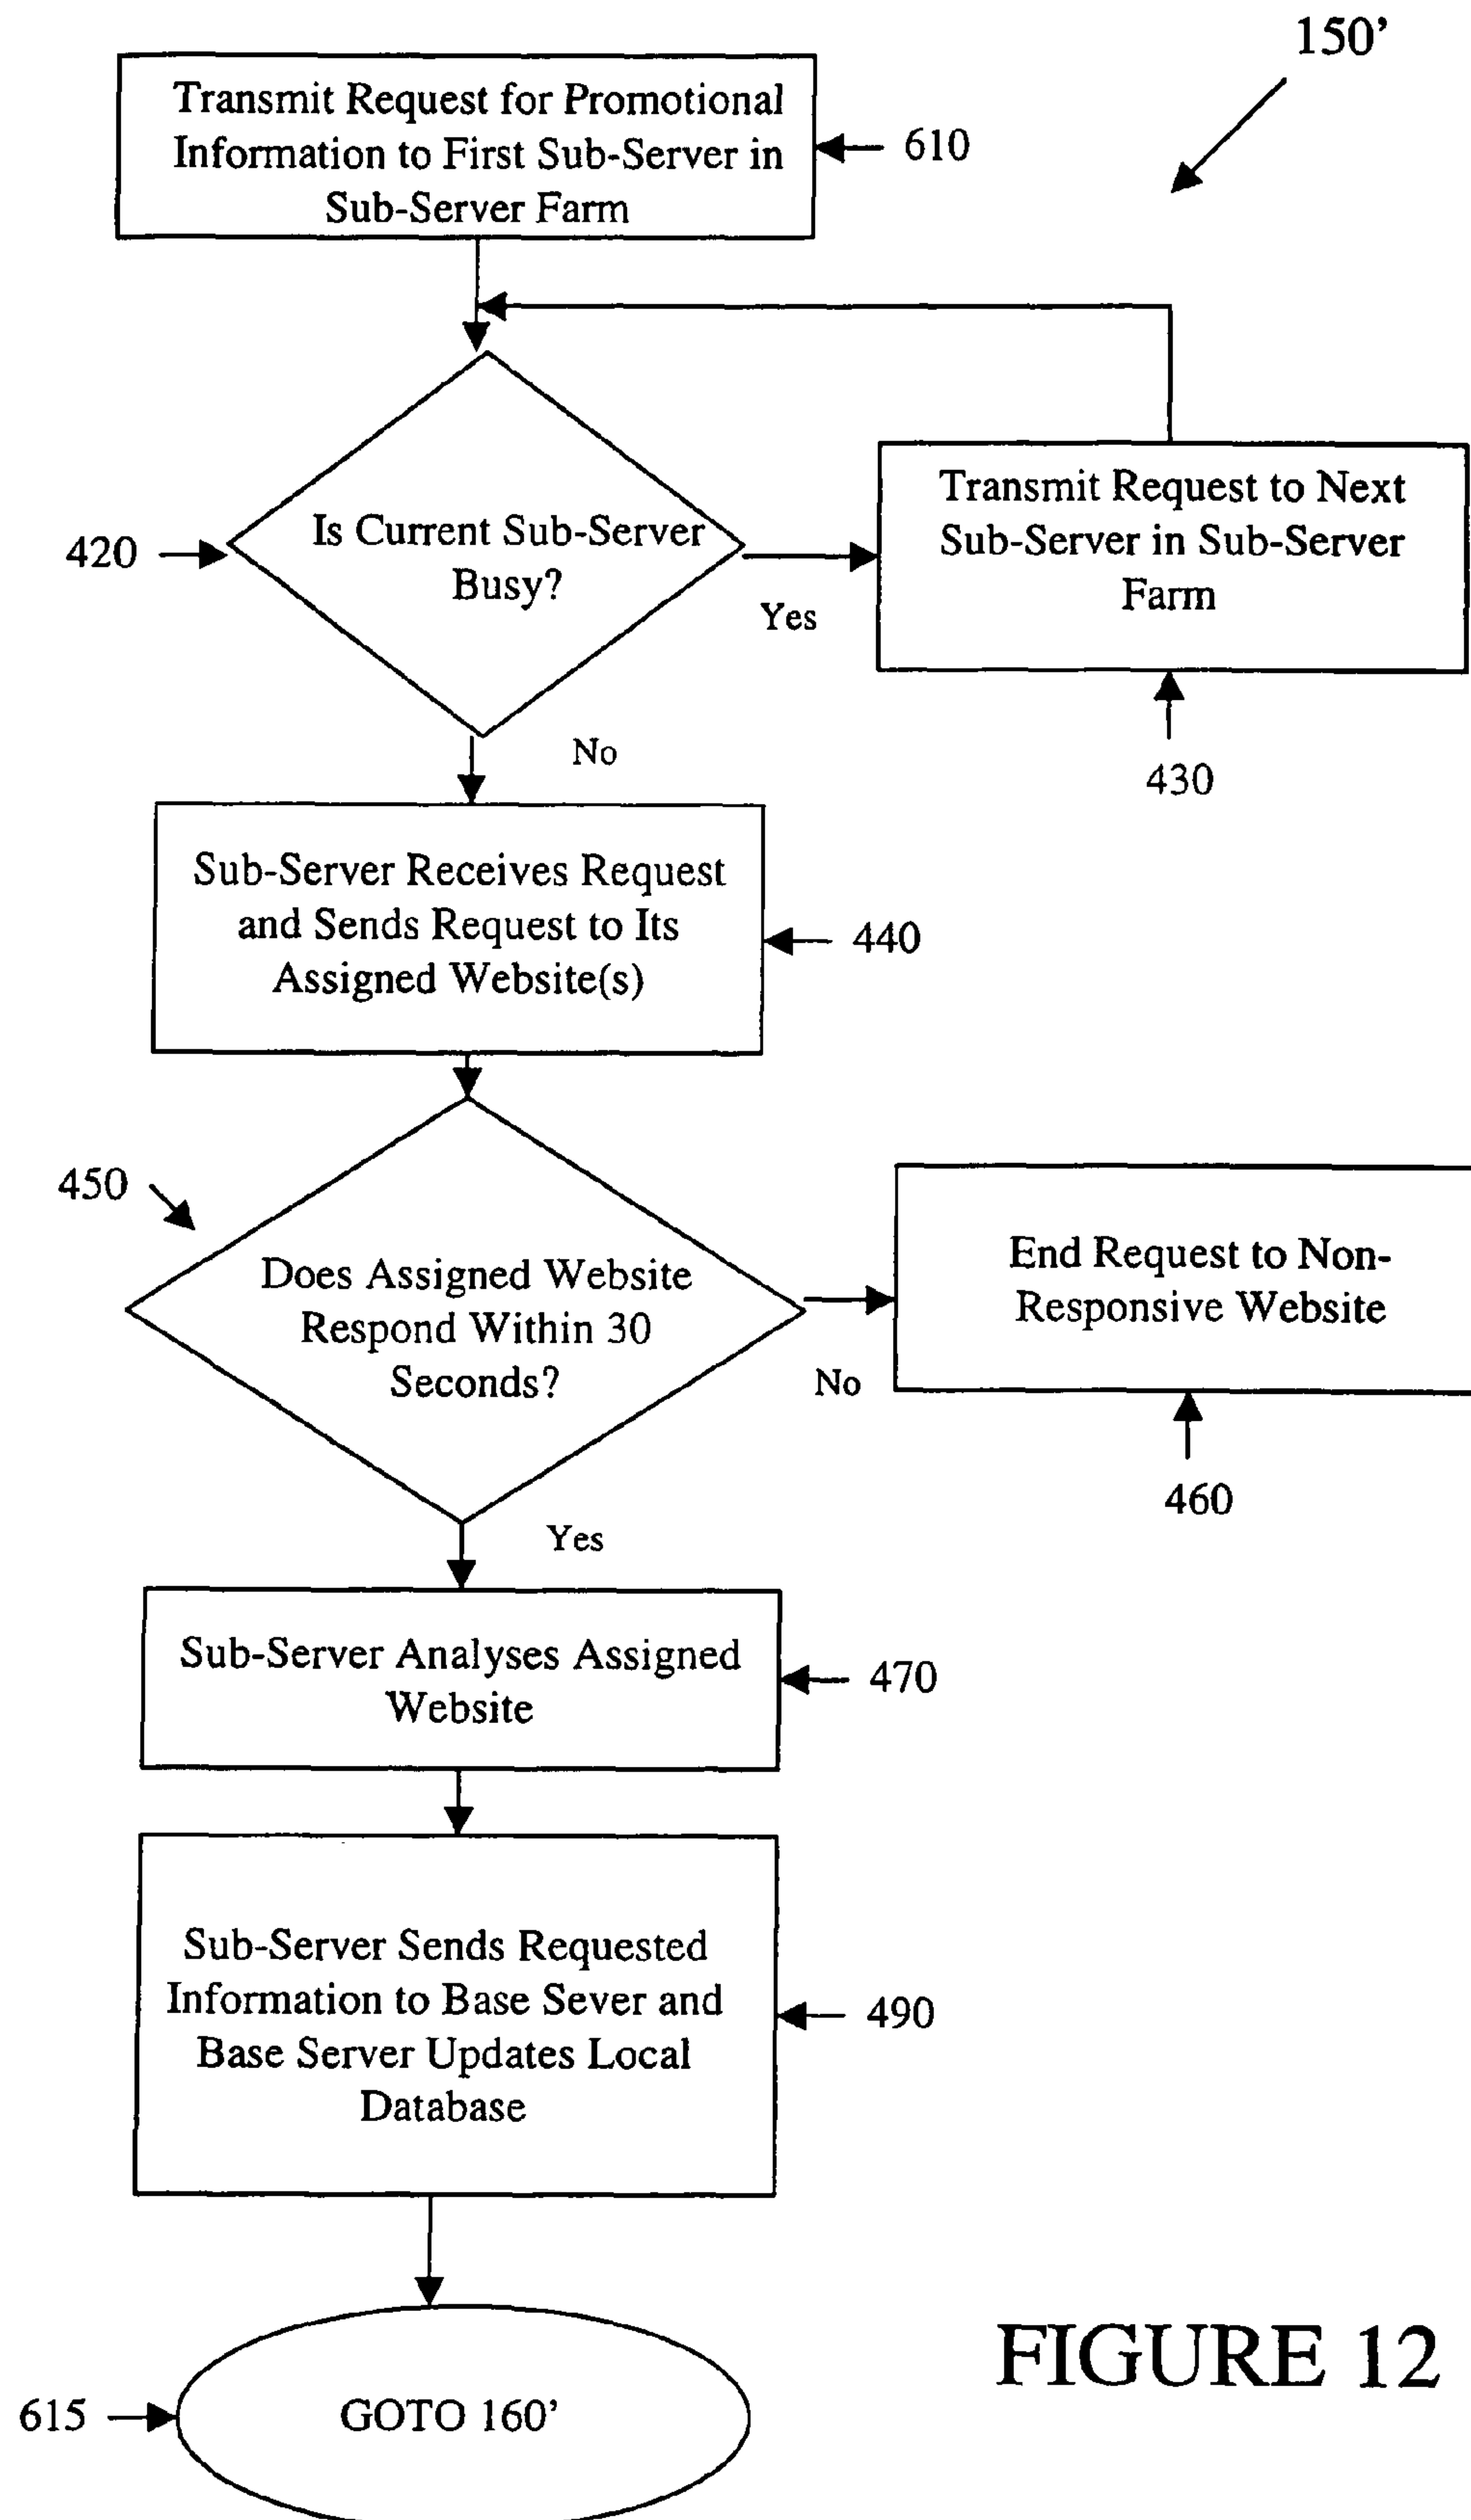 150’
Transmit Request for Promotional
Information to First Sub-Server in
Sub-Server Farm
610
Is Current Sub-Server
Busy?
420
Yes
Transmit Request to Next
Sub-Server in Sub-Server
Farm
430
No
Sub-Server Receives Request
and Sends Request to Its
Assigned Website(s)
440
450
Does Assigned Website
Respond Within 30
Seconds?
No
End Request to Non-
Responsive Website
460
Yes
Sub-Server Analyses Assigned
Website
470
Sub-Server Sends Requested
Information to Base Sever and
Base Server Updates Local
Database
490
615
GOTO 160’
FIGURE 12